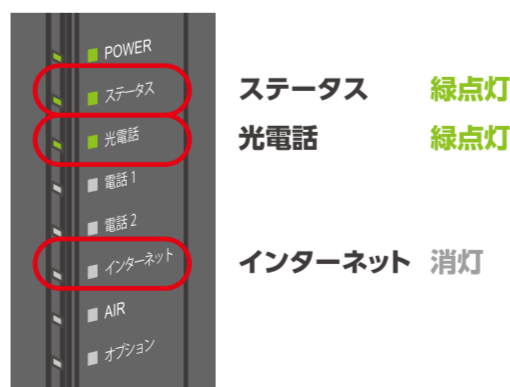 POWER
ステータス
光電話
電話1
電話2
インターネット
AIR
オプション
ステータス 緑点灯
光電話 緑点灯
インターネット 消灯